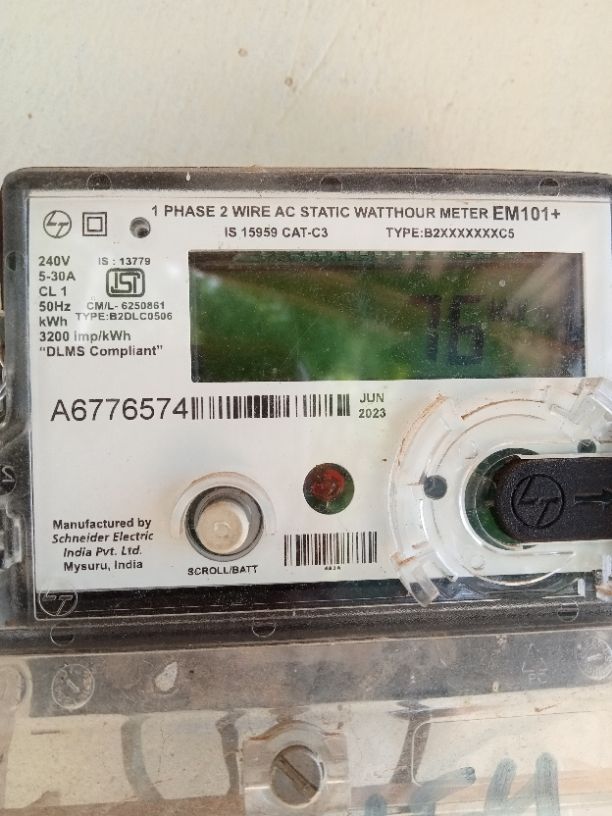 1 PHASE 2 WIRE AC STATIC WATTHOUR METER EM101+
IS 15959 CAT-C3 TYPE:B2XXXXXXXC5
240V
5-30A
CL 1
50Hz
kWh
3200 Imp/kWh
"DLMS Compliant"
IS : 13779
ISI
CM/L- 6250861
TYPE:B2DLC0506
76
A6776574
JUN
2023
Manufactured by
Schneider Electric
India Pvt. Ltd.
Mysuru, India
SCROLL/BATT